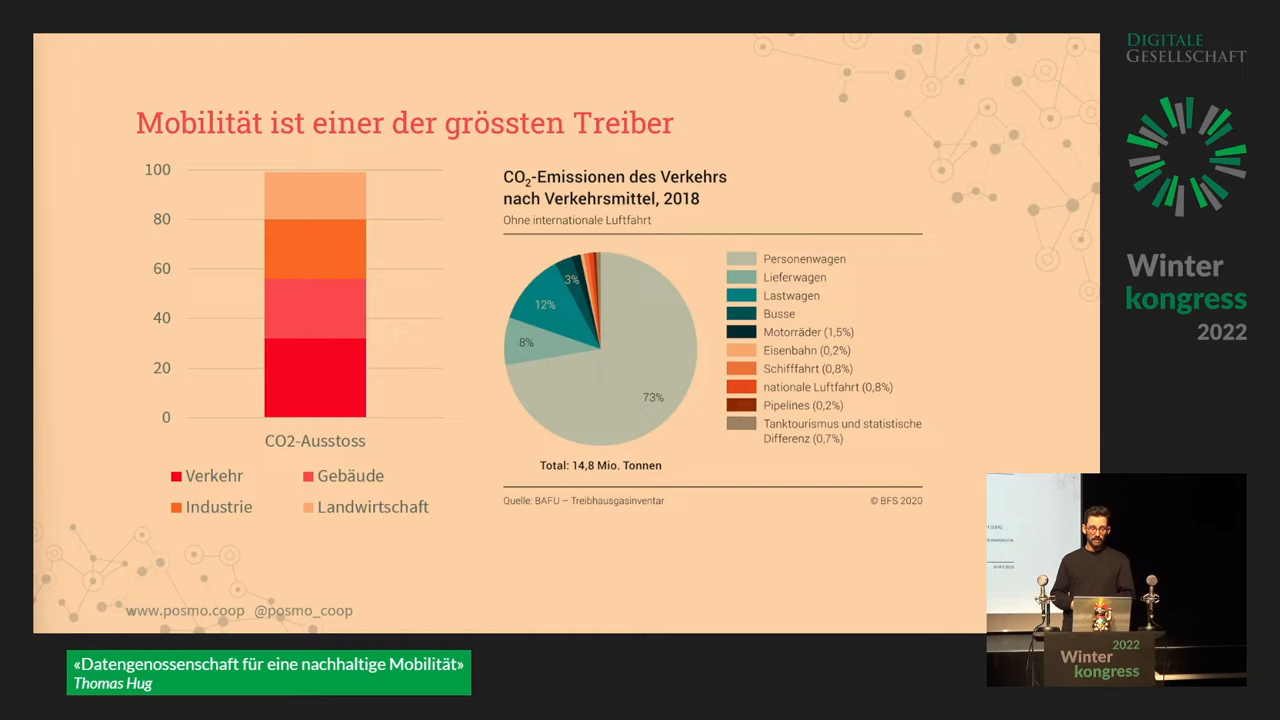 DIGITALE
GESELLSCHAFT
Mobilität ist einer der grössten Treiber
100
80
60
40
20
0
CO2-Ausstoss
Verkehr
Gebäude
Industrie
Landwirtschaft
CO2-Emissionen des Verkehrs
nach Verkehrsmittel, 2018
Ohne internationale Luftfahrt
3%
12%
8%
73%
Personenwagen
Lieferwagen
Lastwagen
Busse
Motorräder (1,5%)
Eisenbahn (0,2%)
Schifffahrt (0,8%)
nationale Luftfahrt (0,8%)
Pipelines (0,2%)
Tanktourismus und statistische
Differenz (0,7%)
Total: 14,8 Mio. Tonnen
Quelle: BAFU – Treibhausgasinventar
© BFS 2020
www.posmo.coop @posmo_coop
Winter
kongress
2022
2022
Winter
kongress
«Datengenossenschaft für eine nachhaltige Mobilität»
Thomas Hug